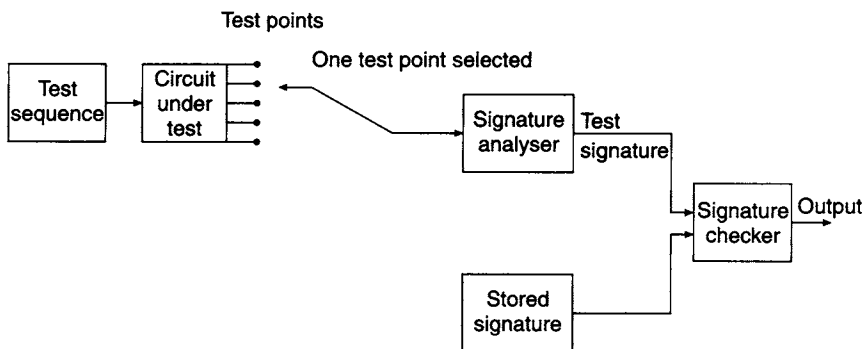 Test points
One test point selected
Test
sequence
Circuit
under
test
Signature
analyser
Test
signature
Signature
checker
Output
Stored
signature